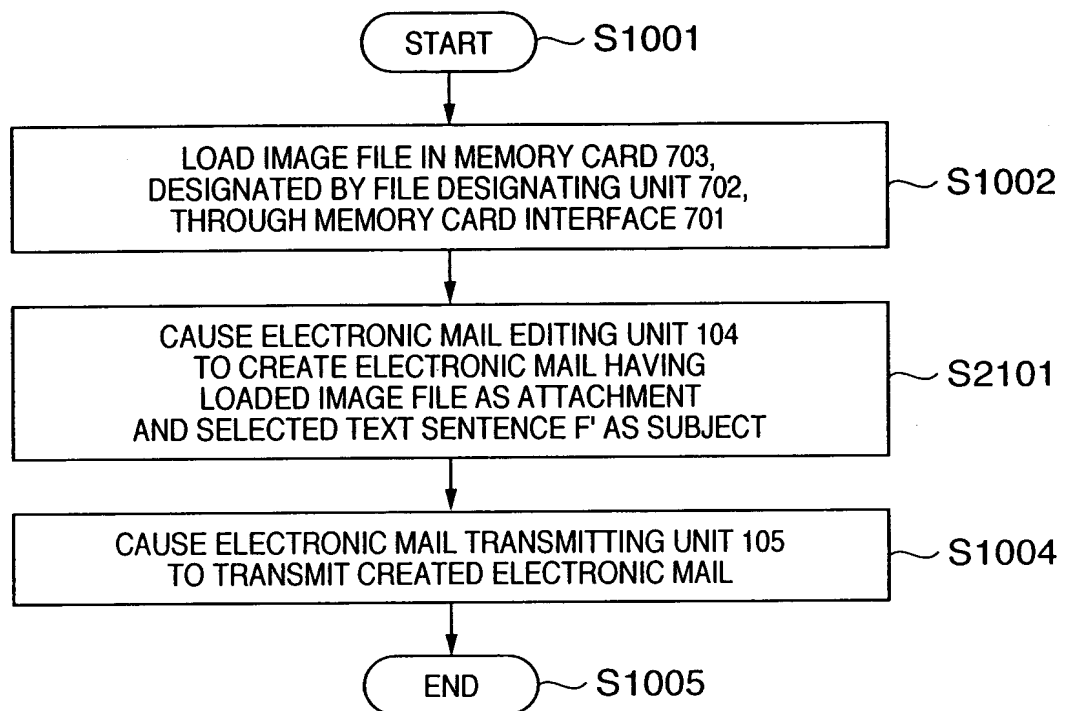 START
S1001
LOAD IMAGE FILE IN MEMORY CARD 703,
DESIGNATED BY FILE DESIGNATING UNIT 702,
THROUGH MEMORY CARD INTERFACE 701
S1002
CAUSE ELECTRONIC MAIL EDITING UNIT 104
TO CREATE ELECTRONIC MAIL HAVING
LOADED IMAGE FILE AS ATTACHMENT
AND SELECTED TEXT SENTENCE F' AS SUBJECT
S2101
CAUSE ELECTRONIC MAIL TRANSMITTING UNIT 105
TO TRANSMIT CREATED ELECTRONIC MAIL
S1004
END
S1005